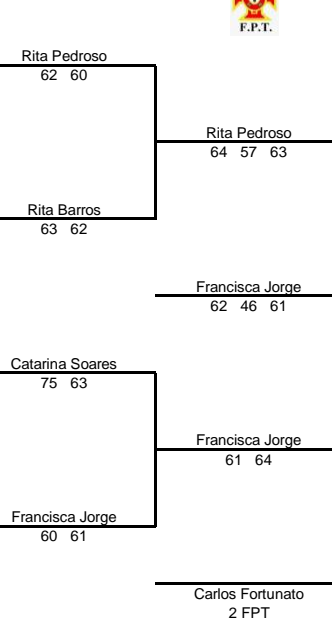 F.P.T.
Rita Pedroso
62 60
Rita Pedroso
64 57 63
Rita Barros
63 62
Francisca Jorge
62 46 61
Catarina Soares
75 63
Francisca Jorge
61 64
Francisca Jorge
60 61
Carlos Fortunato
2 FPT